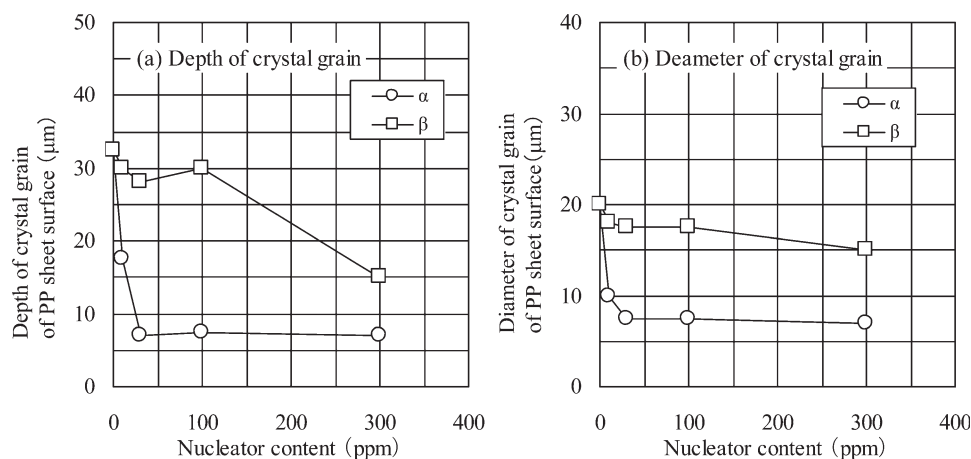 50
40
30
20
10
0
(a) Depth of crystal grain
α
β
Depth of crystal grain
of PP sheet surface (μm)
0 100 200 300 400
Nucleator content (ppm)
40
30
20
10
0
(b) Deameter of crystal grain
α
β
Diameter of crystal grain
of PP sheet surface(μm)
0 100 200 300 400
Nucleator content (ppm)